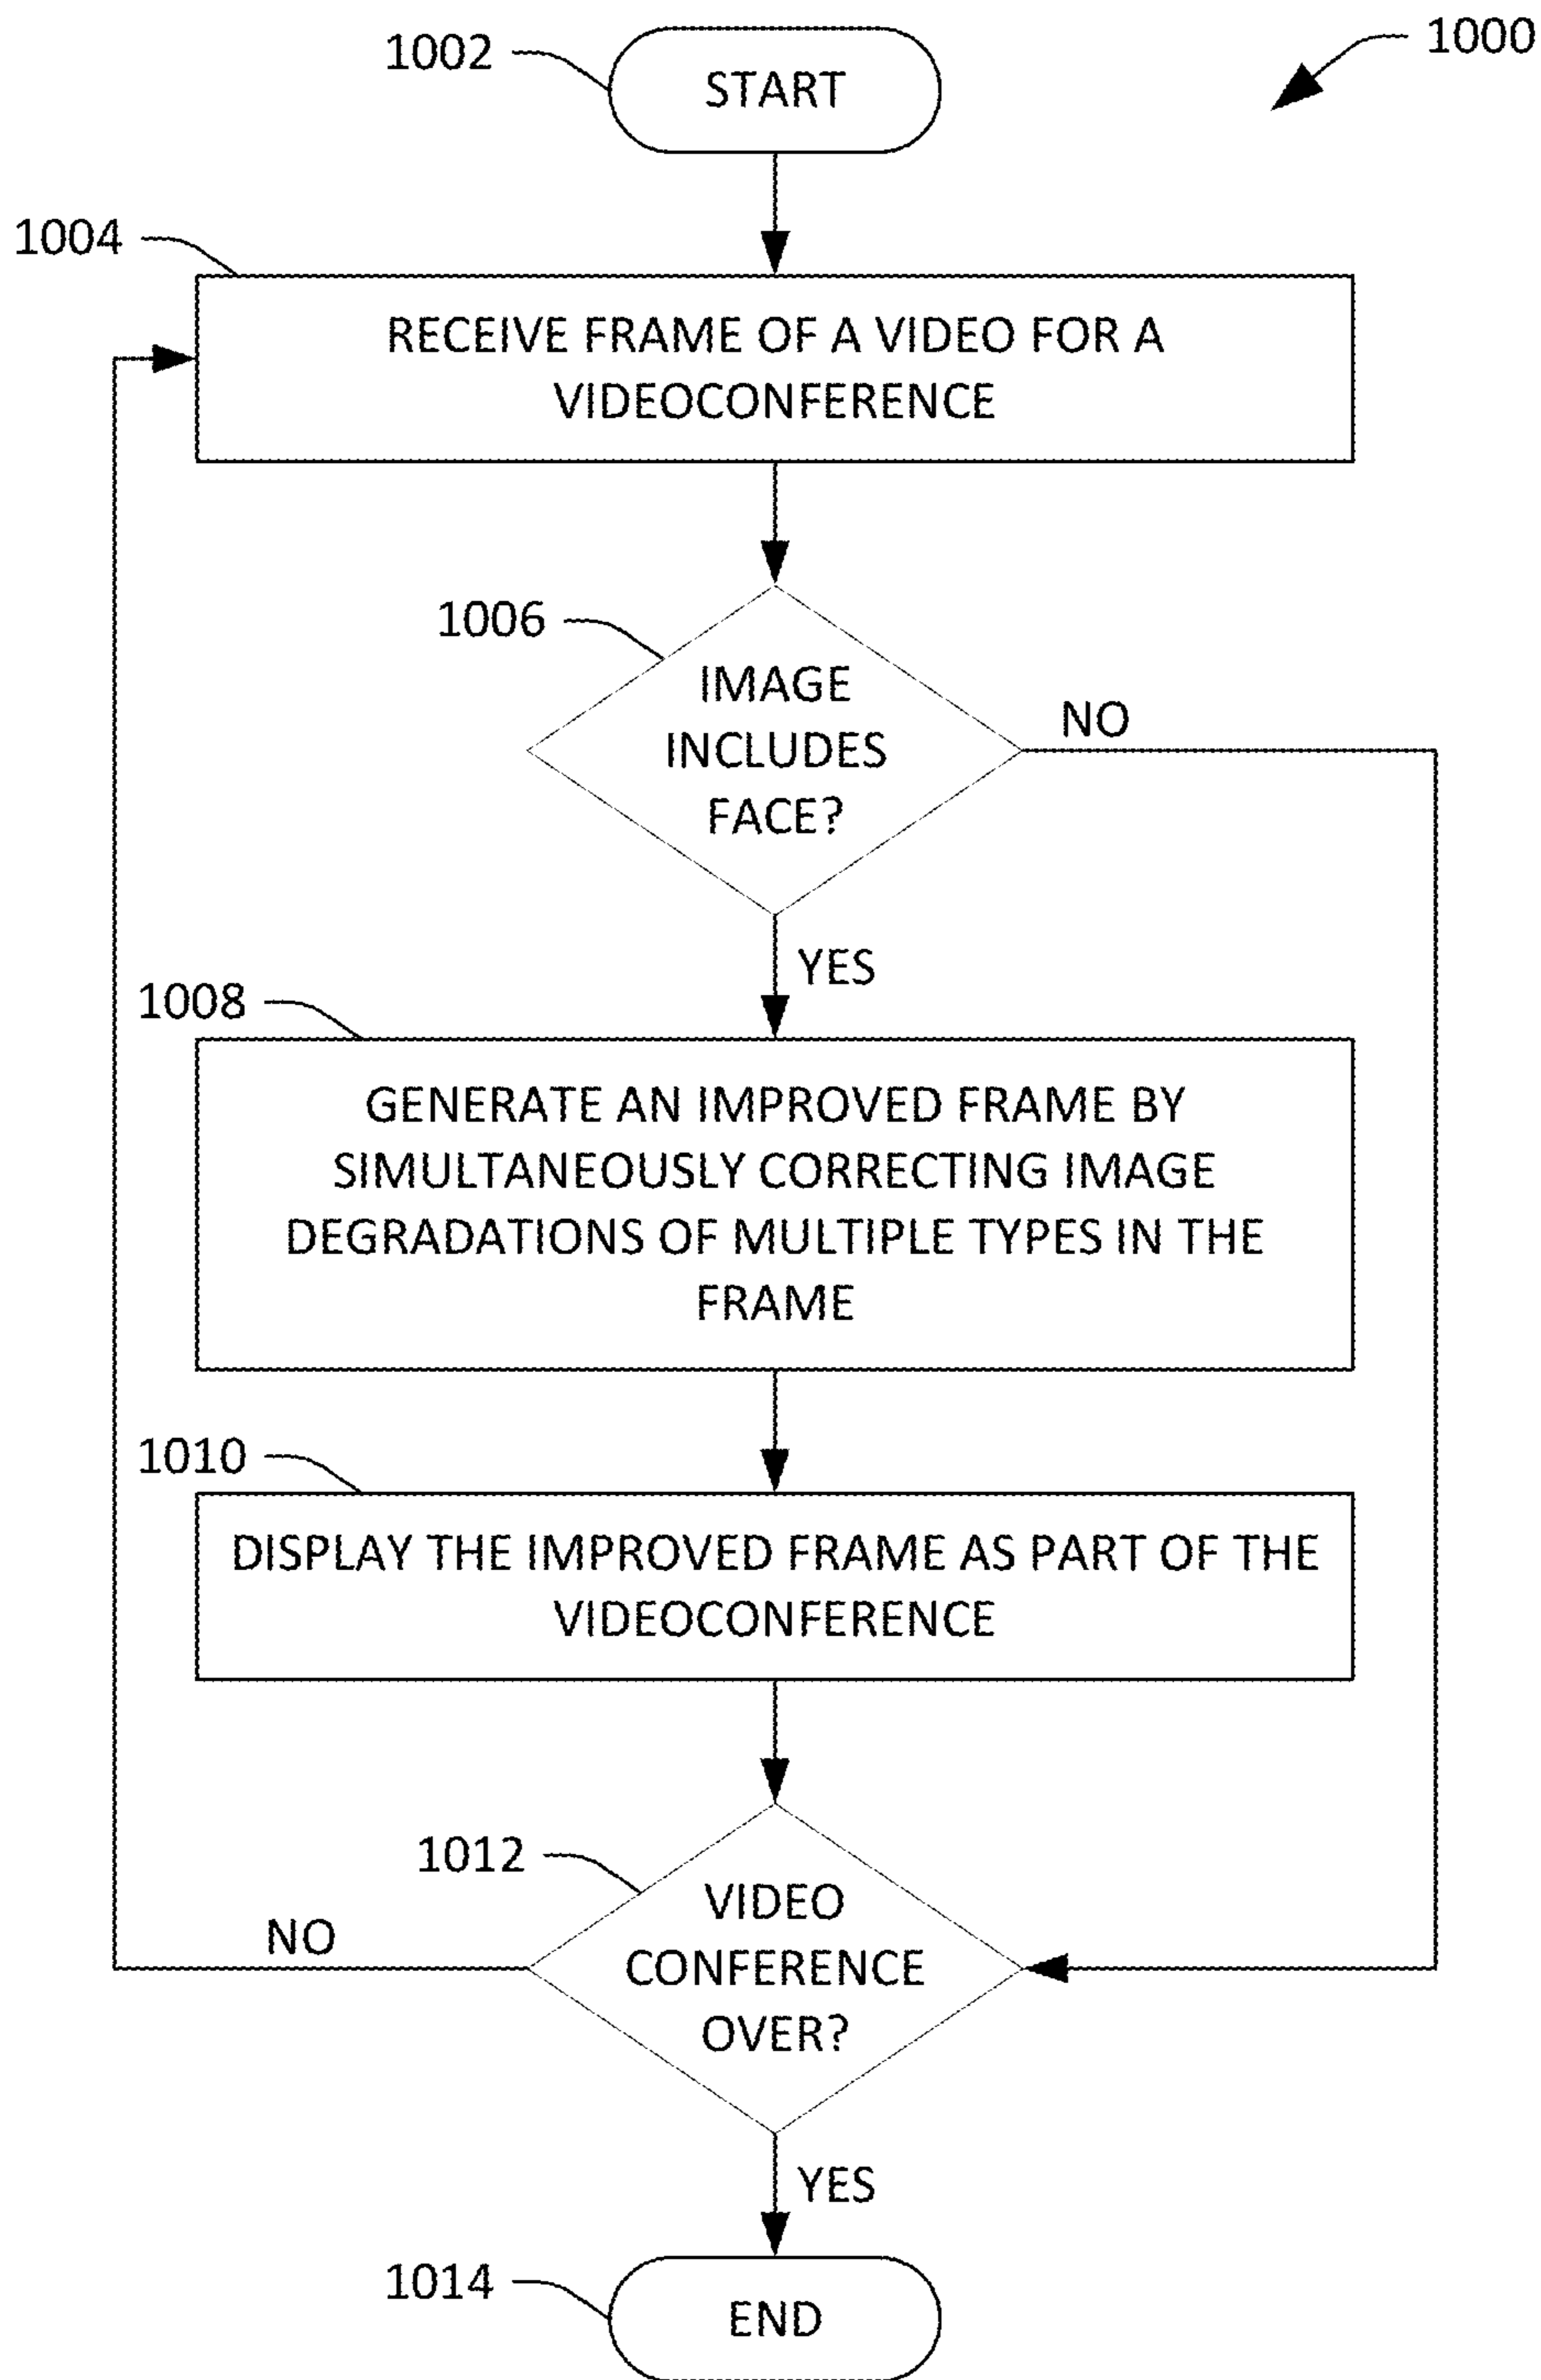 1000
1002
START
1004
RECEIVE FRAME OF A VIDEO FOR A
VIDEOCONFERENCE
1006
IMAGE
INCLUDES
FACE?
NO
YES
1008
GENERATE AN IMPROVED FRAME BY
SIMULTANEOUSLY CORRECTING IMAGE
DEGRADATIONS OF MULTIPLE TYPES IN THE
FRAME
1010
DISPLAY THE IMPROVED FRAME AS PART OF THE
VIDEOCONFERENCE
1012
VIDEO
CONFERENCE
OVER?
NO
YES
1014
END